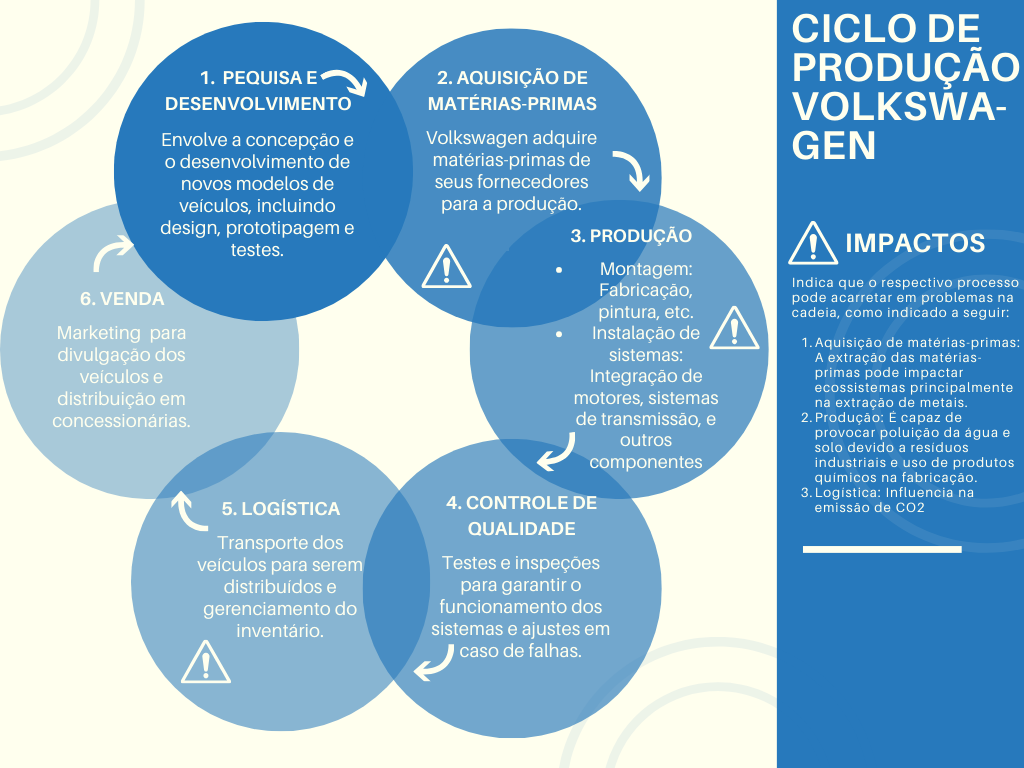 1. PEQUISA E
DESENVOLVIMENTO
Envolve a concepção e
o desenvolvimento de
novos modelos de
veículos, incluindo
design, prototipagem e
testes.
2. AQUISIÇÃO DE
MATÉRIAS-PRIMAS
Volkswagen adquire
matérias-primas de
seus fornecedores
para a produção.
3. PRODUÇÃO
• Montagem:
Fabricação,
pintura, etc.
• Instalação de
sistemas:
Integração de
motores, sistemas
de transmissão, e
outros
componentes
4. CONTROLE DE
QUALIDADE
Testes e inspeções
para garantir o
funcionamento dos
sistemas e ajustes em
caso de falhas.
5. LOGÍSTICA
Transporte dos
veículos para serem
distribuídos e
gerenciamento do
inventário.
6. VENDA
Marketing para
divulgação dos
veículos e
distribuição em
concessionárias.
CICLO DE
PRODUÇÃO
VOLKSWA-
GEN
IMPACTOS
Indica que o respectivo processo
pode acarretar em problemas na
cadeia, como indicado a seguir:
1. Aquisição de matérias-primas:
A extração das matérias-
primas pode impactar
ecossistemas principalmente
na extração de metais.
2. Produção: É capaz de
provocar poluição da água e
solo devido a resíduos
industriais e uso de produtos
químicos na fabricação.
3. Logística: Influencia na
emissão de CO2